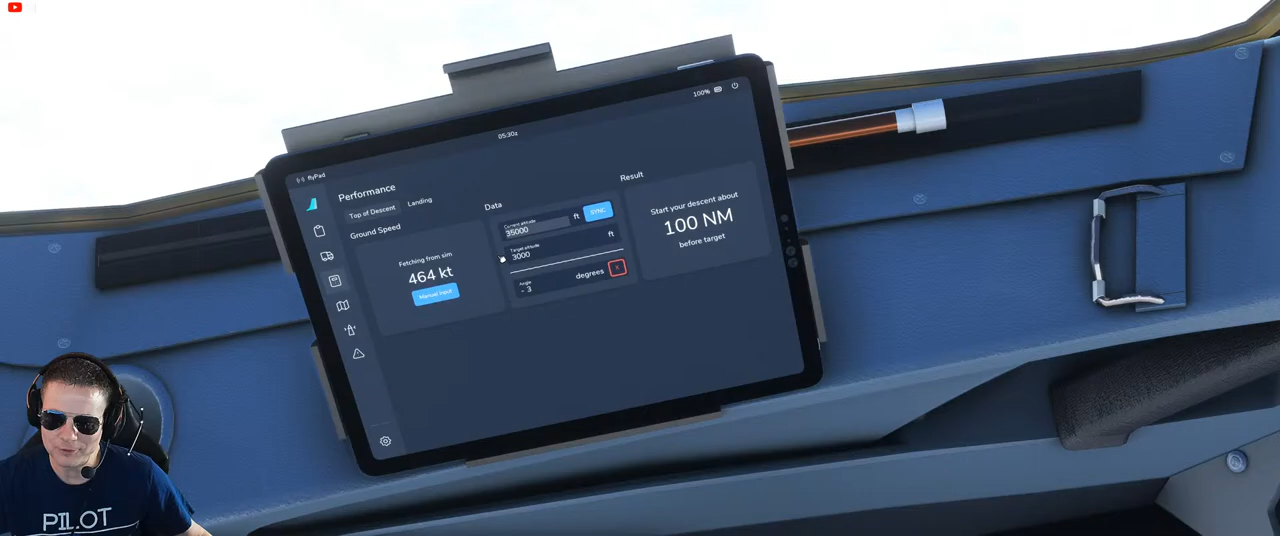 flyPad
05:30z
100%
Performance
Top of Descent
Landing
Ground Speed
Fetching from sim
464 kt
Manual Input
Data
Current altitude
35000
ft
SYNC
Target altitude
3000
ft
Angle
- 3
degrees
Result
Start your descent about
100 NM
before target
PILOT